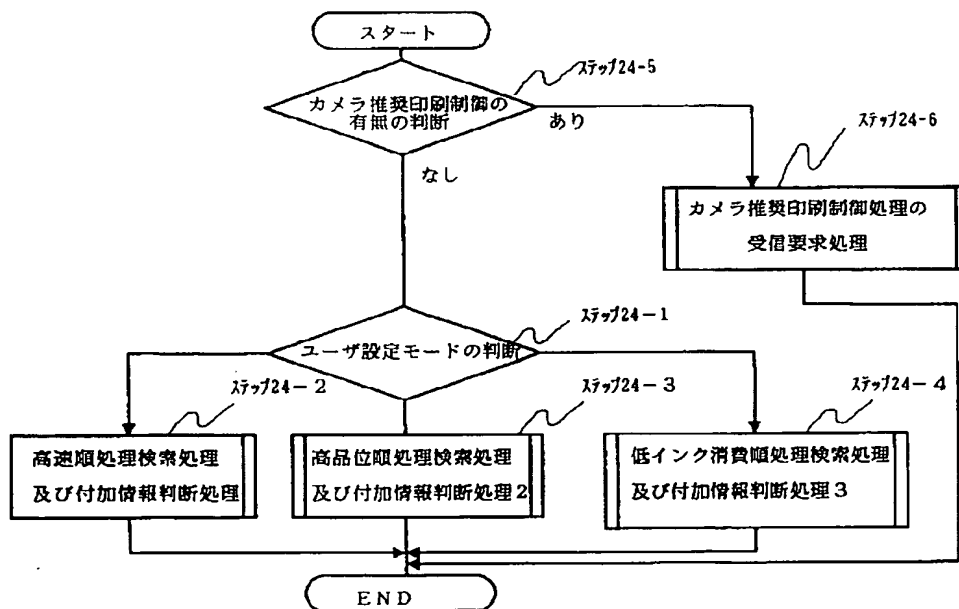 スタート
ステップ24-5
カメラ推奨印刷制御の
有無の判断
あり
なし
ステップ24-6
カメラ推奨印刷制御処理の
受信要求処理
ステップ24-1
ユーザ設定モードの判断
ステップ24-2
高速順処理検索処理
及び付加情報判断処理
ステップ24-3
高品位順処理検索処理
及び付加情報判断処理2
ステップ24-4
低インク消費順処理検索処理
及び付加情報判断処理3
END